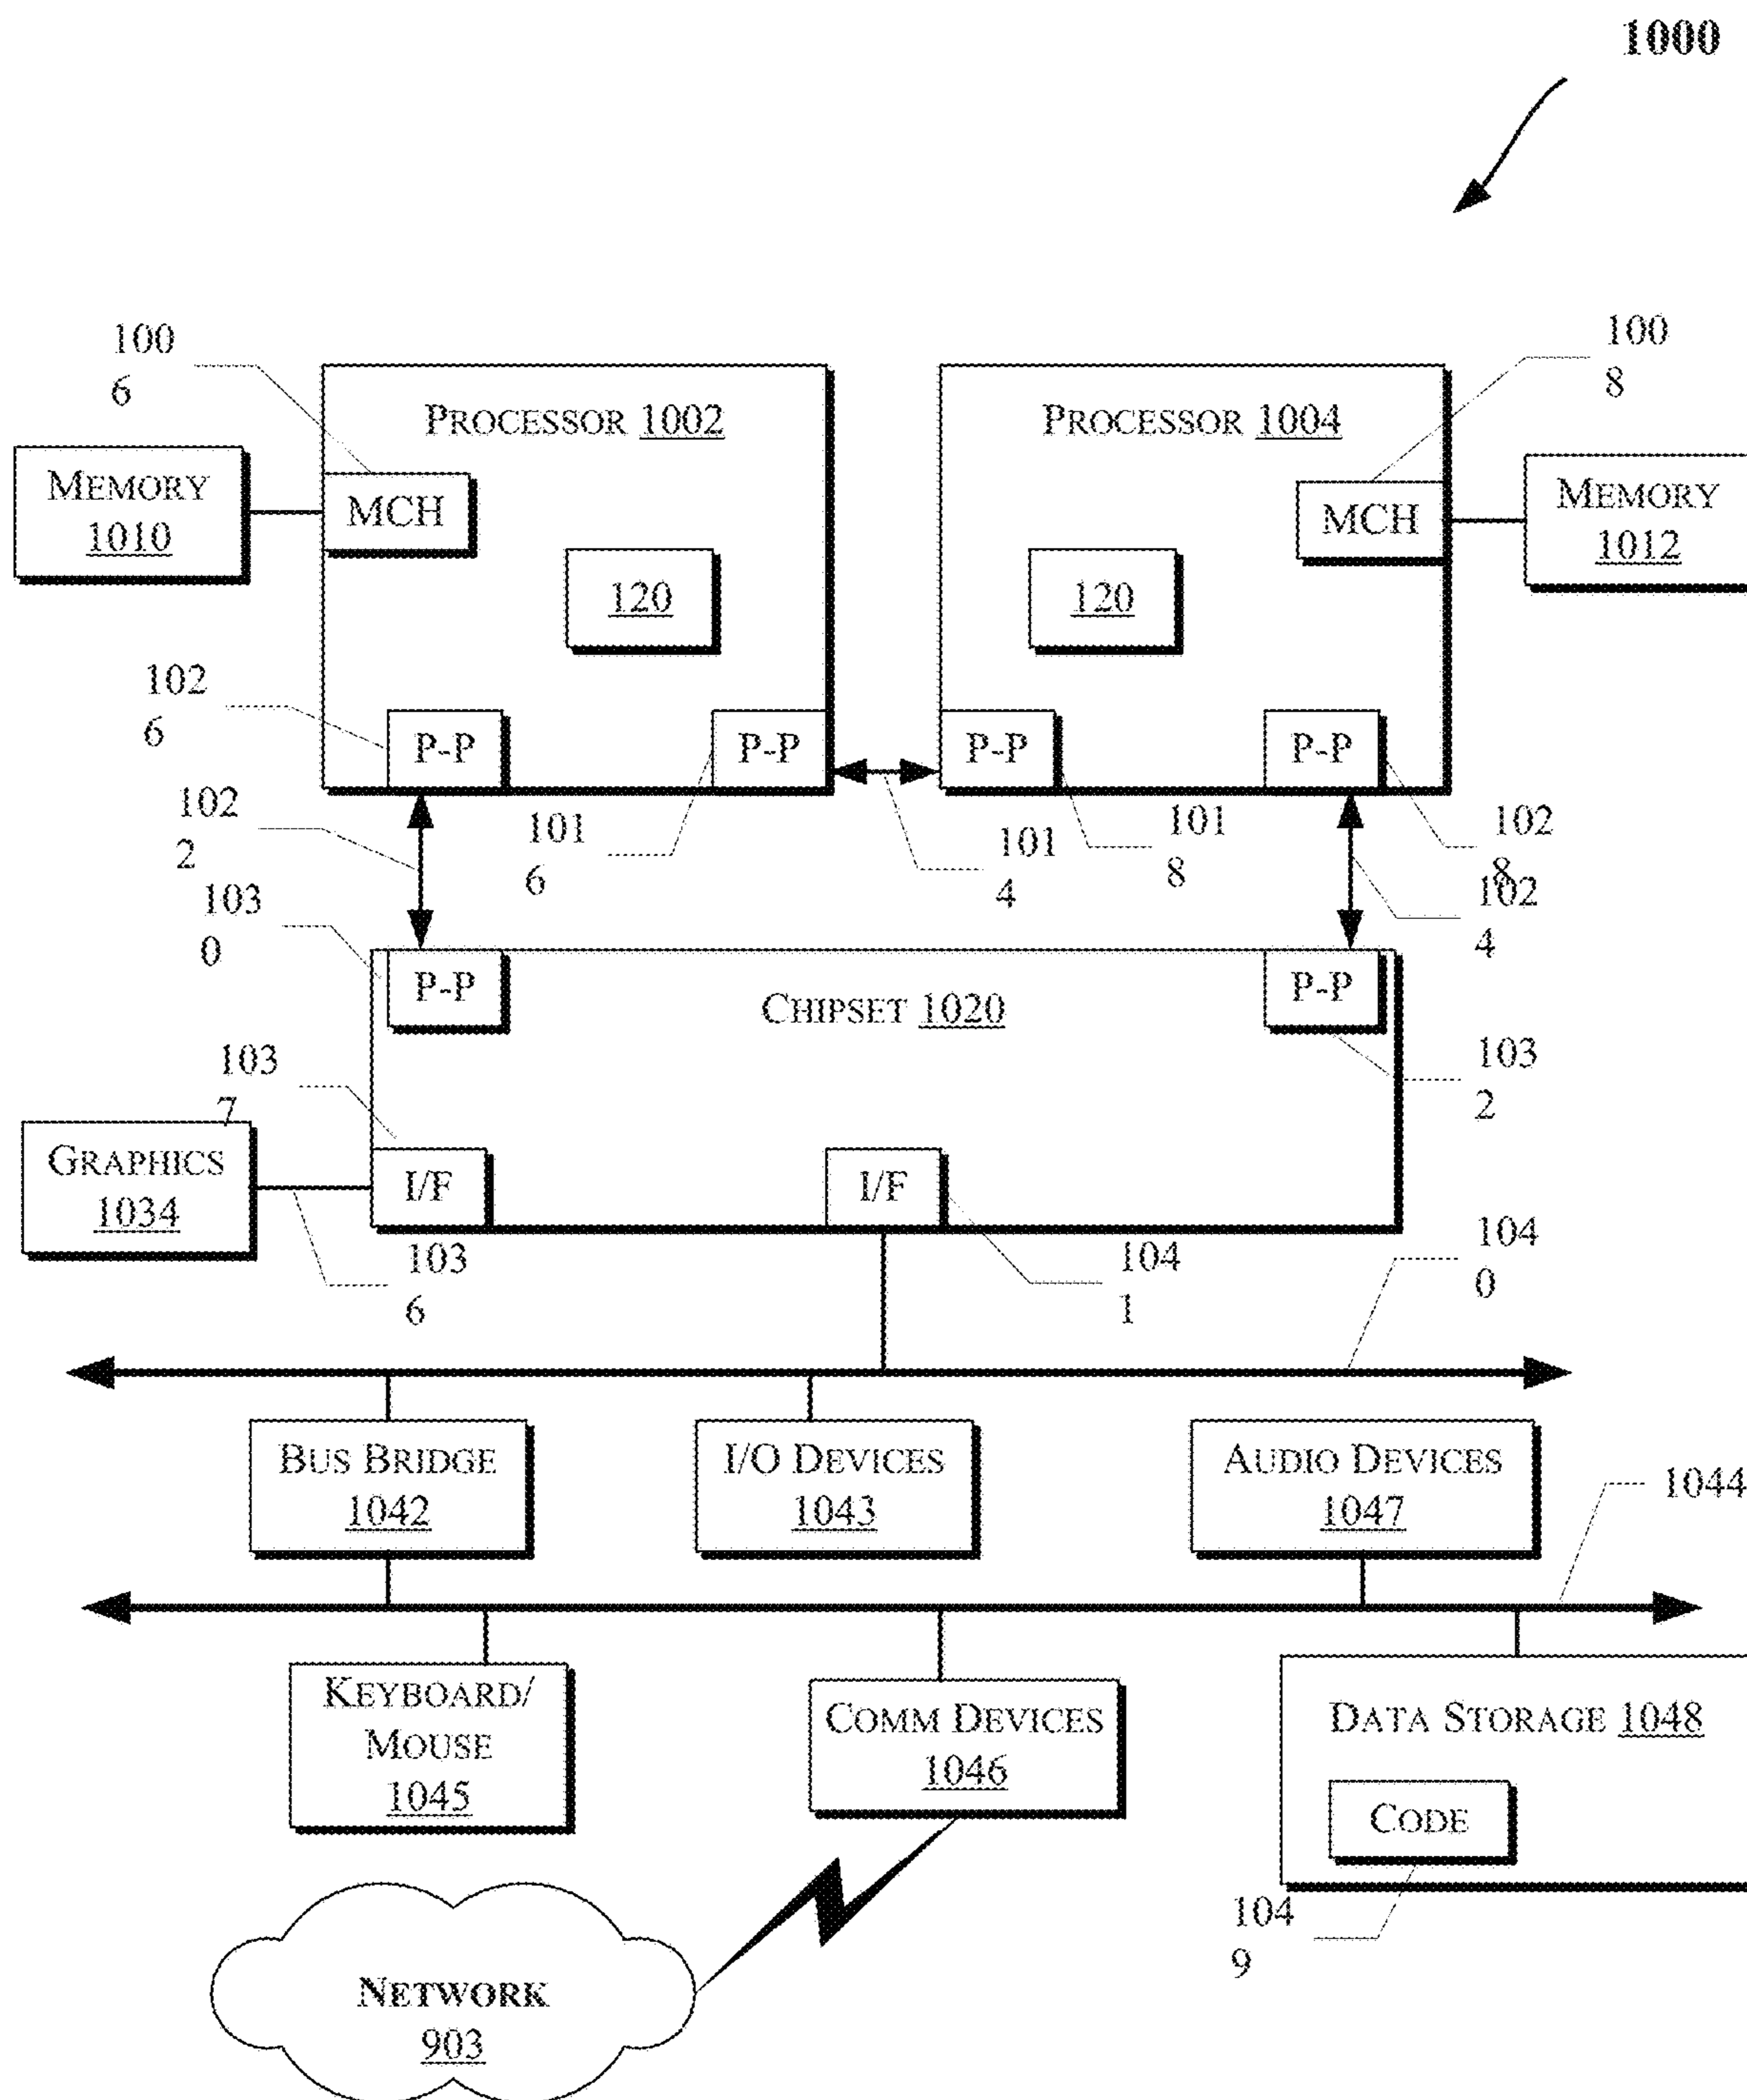 1000
100
6
100
8
PROCESSOR 1002
PROCESSOR 1004
MEMORY
1010
MCH
MCH
MEMORY
1012
120
120
102
6
P-P
P-P
P-P
P-P
102
2
101
6
101
4
101
8
102
8
102
4
103
0
P-P
CHIPSET 1020
P-P
103
7
103
2
GRAPHICS
1034
I/F
I/F
103
6
104
1
104
0
BUS BRIDGE
1042
I/O DEVICES
1043
AUDIO DEVICES
1047
1044
KEYBOARD/
MOUSE
1045
COMM DEVICES
1046
DATA STORAGE 1048
CODE
104
9
NETWORK
903